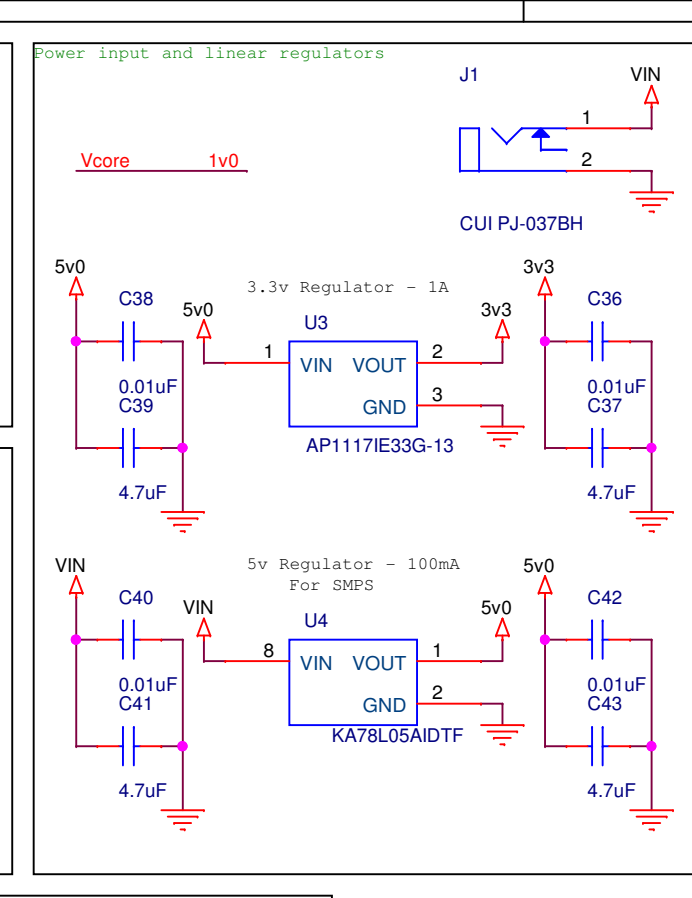 Power input and linear regulators
J1
VIN
1
2
Vcore 1v0
CUI PJ-037BH
5v0
C38
0.01uF
C39
4.7uF
3.3v Regulator - 1A
5v0
U3
3v3
1
VIN VOUT
2
GND
3
AP1117IE33G-13
3v3
C36
0.01uF
C37
4.7uF
VIN
C40
0.01uF
C41
4.7uF
5v Regulator - 100mA
For SMPS
VIN
U4
5v0
8
VIN VOUT
1
GND
2
KA78L05AIDTF
5v0
C42
0.01uF
C43
4.7uF